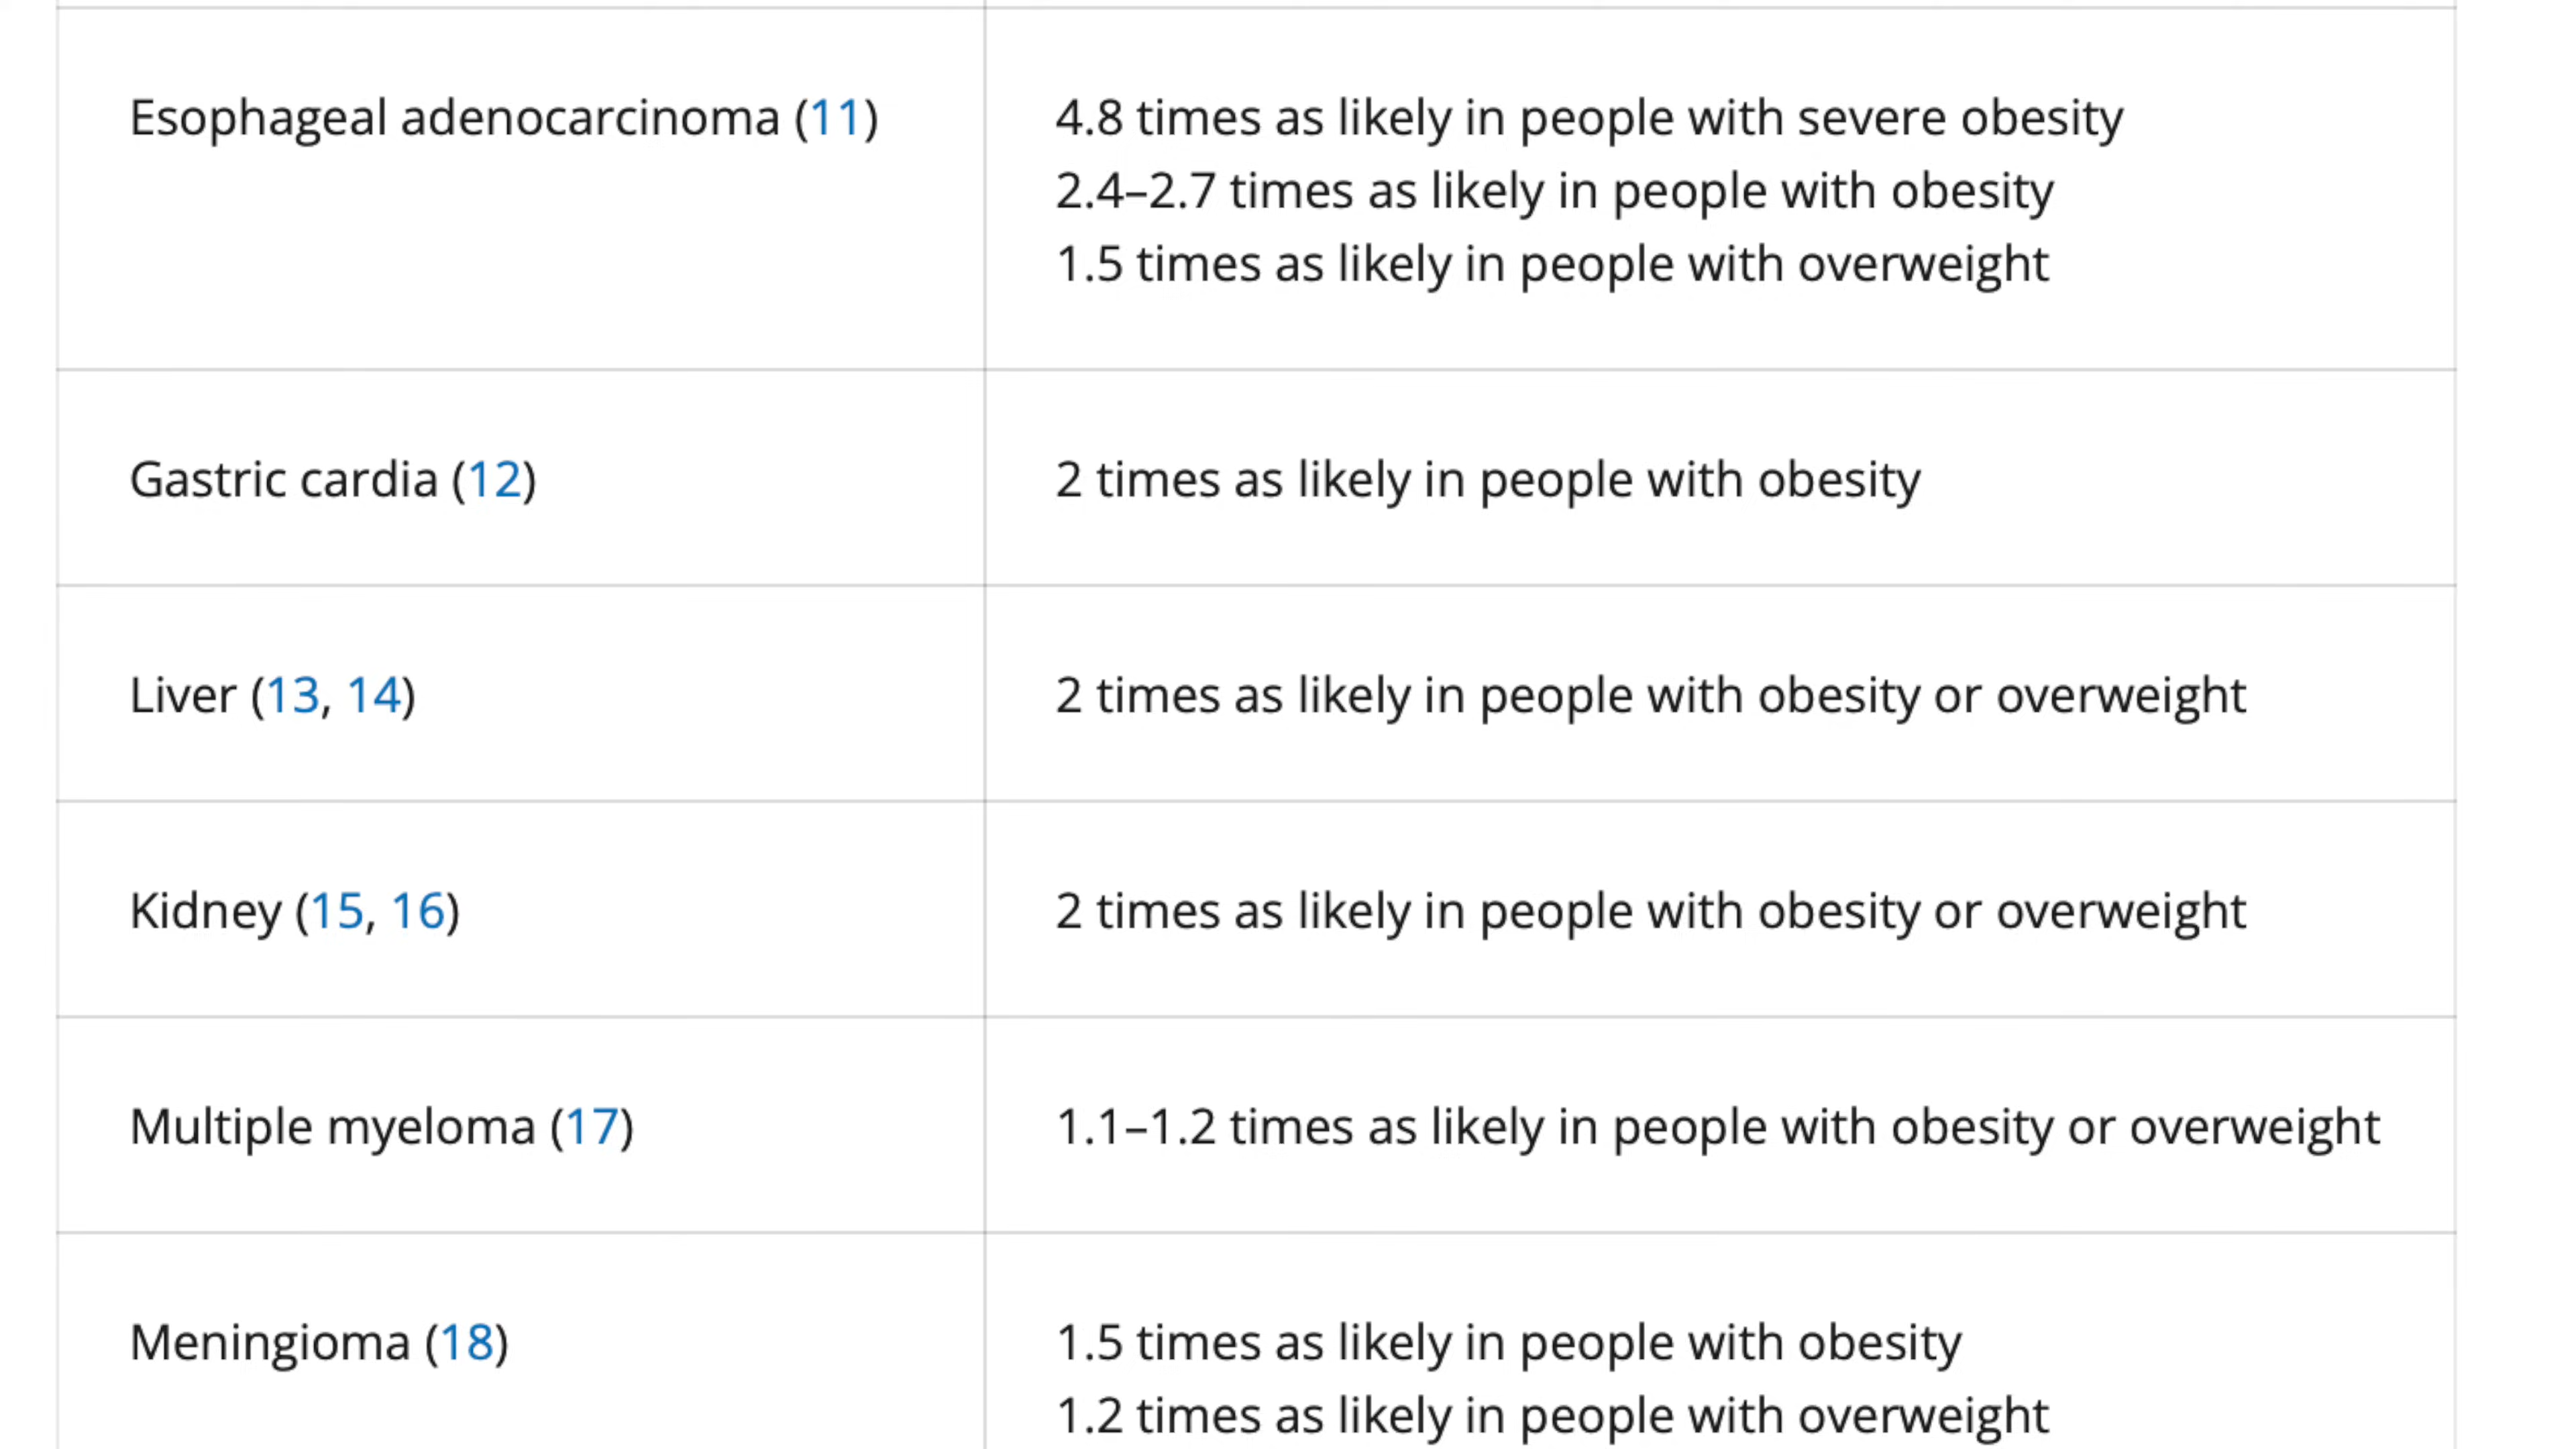 Esophageal adenocarcinoma (11)
4.8 times as likely in people with severe obesity
2.4–2.7 times as likely in people with obesity
1.5 times as likely in people with overweight
Gastric cardia (12)
2 times as likely in people with obesity
Liver (13, 14)
2 times as likely in people with obesity or overweight
Kidney (15, 16)
2 times as likely in people with obesity or overweight
Multiple myeloma (17)
1.1–1.2 times as likely in people with obesity or overweight
Meningioma (18)
1.5 times as likely in people with obesity
1.2 times as likely in people with overweight